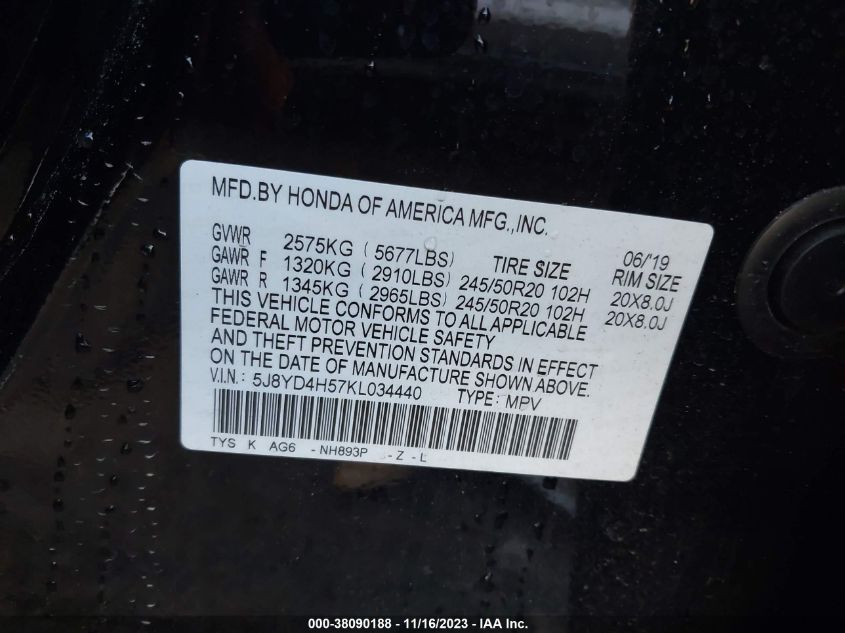 MFD.BY HONDA OF AMERICA MFG.,INC.
06/'19
GVWR 2575KG (5677LBS) TIRE SIZE RIM SIZE
GAWR F 1320KG (2910LBS) 245/50R20 102H 20X8.0J
GAWR R 1345KG (2965LBS) 245/50R20 102H 20X8.0J
THIS VEHICLE CONFORMS TO ALL APPLICABLE
FEDERAL MOTOR VEHICLE SAFETY
AND THEFT PREVENTION STANDARDS IN EFFECT
ON THE DATE OF MANUFACTURE SHOWN ABOVE.
V.I.N.: 5J8YD4H57KL034440 TYPE: MPV
TYS K AG6 -NH893P -Z-L
000-38090188 - 11/16/2023 - IAA Inc.